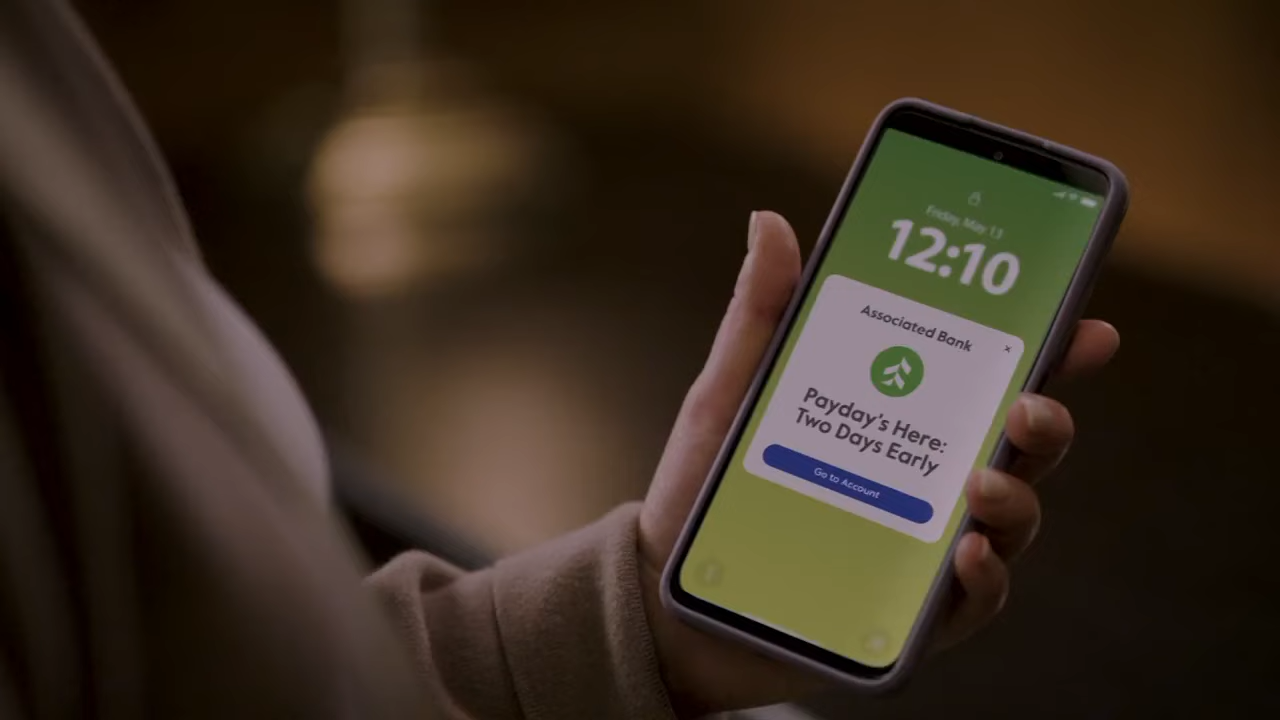 Friday, May 13
12:10
Associated Bank
Payday's Here:
Two Days Early
Go to Account